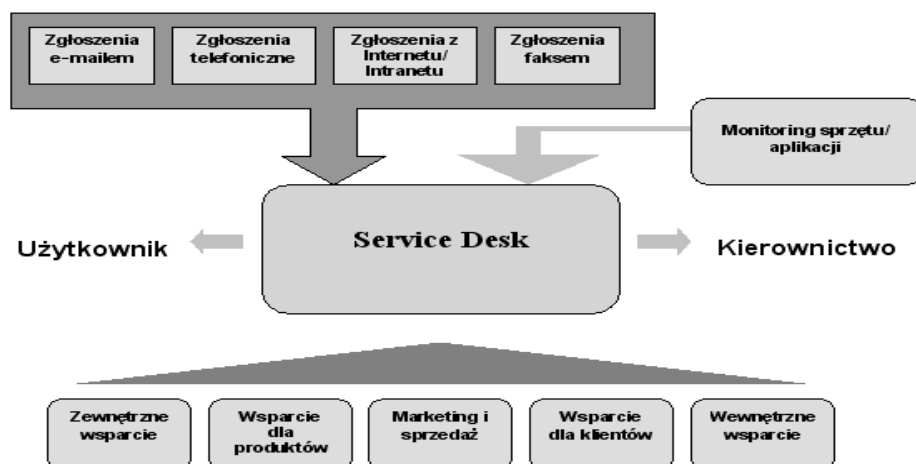 Zgłoszenia
e-mailem
Zgłoszenia
telefoniczne
Zgłoszenia z
Internetu/
Intranetu
Zgłoszenia
faksem
Monitoring sprzętu/
aplikacji
Użytkownik
Service Desk
Kierownictwo
Zewnętrzne
wsparcie
Wsparcie
dla
produktów
Marketing i
sprzedaż
Wsparcie
dla klientów
Wewnętrzne
wsparcie